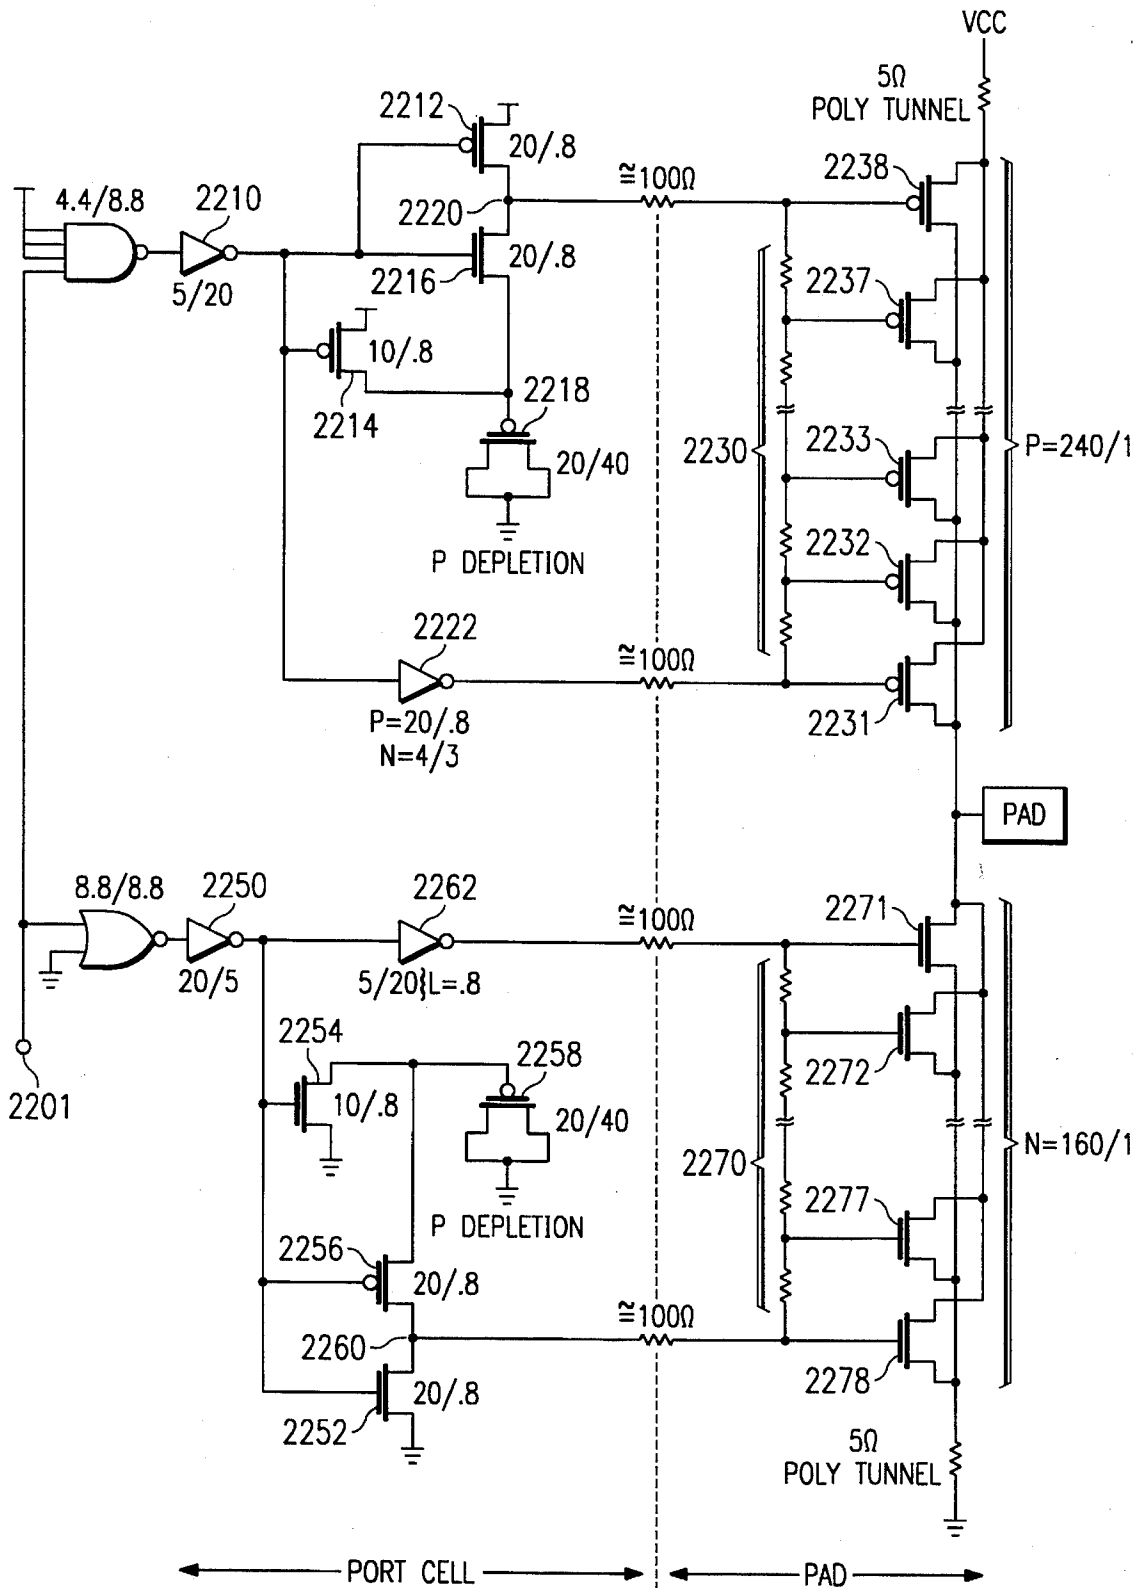 VCC
5Ω
POLY TUNNEL
2212
20/.8
≅100Ω
2238
4.4/8.8
2210
2220
5/20
2216
20/.8
2237
10/.8
2214
2218
20/40
P DEPLETION
2230
2233
P=240/1
2232
2222
≅100Ω
P=20/.8
N=4/3
2231
PAD
8.8/8.8
2250
2262
≅100Ω
2271
20/5
5/20}L=.8
2254
2258
2272
2201
10/.8
20/40
2270
N=160/1
P DEPLETION
2277
2256
20/.8
≅100Ω
2260
2278
20/.8
2252
5Ω
POLY TUNNEL
PORT CELL
PAD